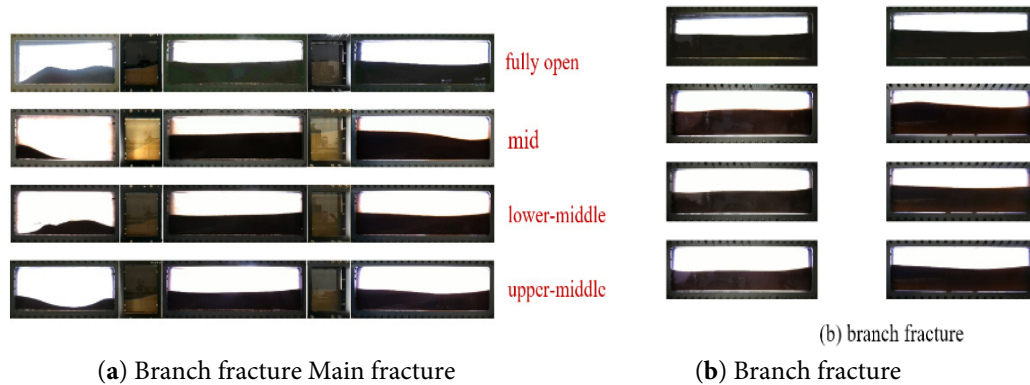 fully open
mid
lower-middle
upper-middle
(b) branch fracture
(a) Branch fracture Main fracture
(b) Branch fracture